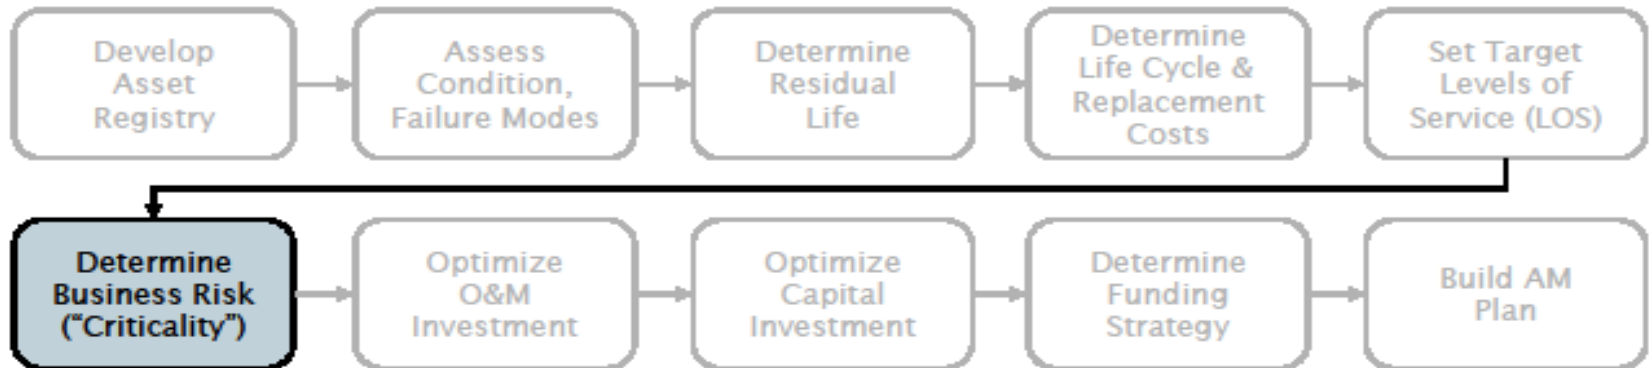 Develop
Asset
Registry
Assess
Condition,
Failure Modes
Determine
Residual
Life
Determine
Life Cycle &
Replacement
Costs
Set Target
Levels of
Service (LOS)
Determine
Business Risk
(“Criticality”)
Optimize
O&M
Investment
Optimize
Capital
Investment
Determine
Funding
Strategy
Build AM
Plan